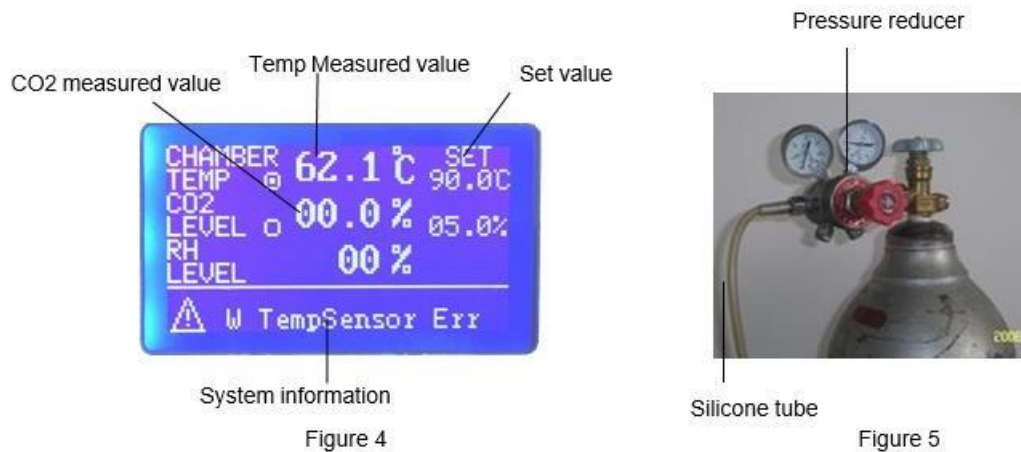 Pressure reducer
Temp Measured value
Set value
CO2 measured value
CHAMBER
TEMP
62.1℃
SET
90.0C
CO2
LEVEL
00.0%
05.0%
RH
LEVEL
00%
W TempSensor Err
System information
Silicone tube
Figure 4
Figure 5